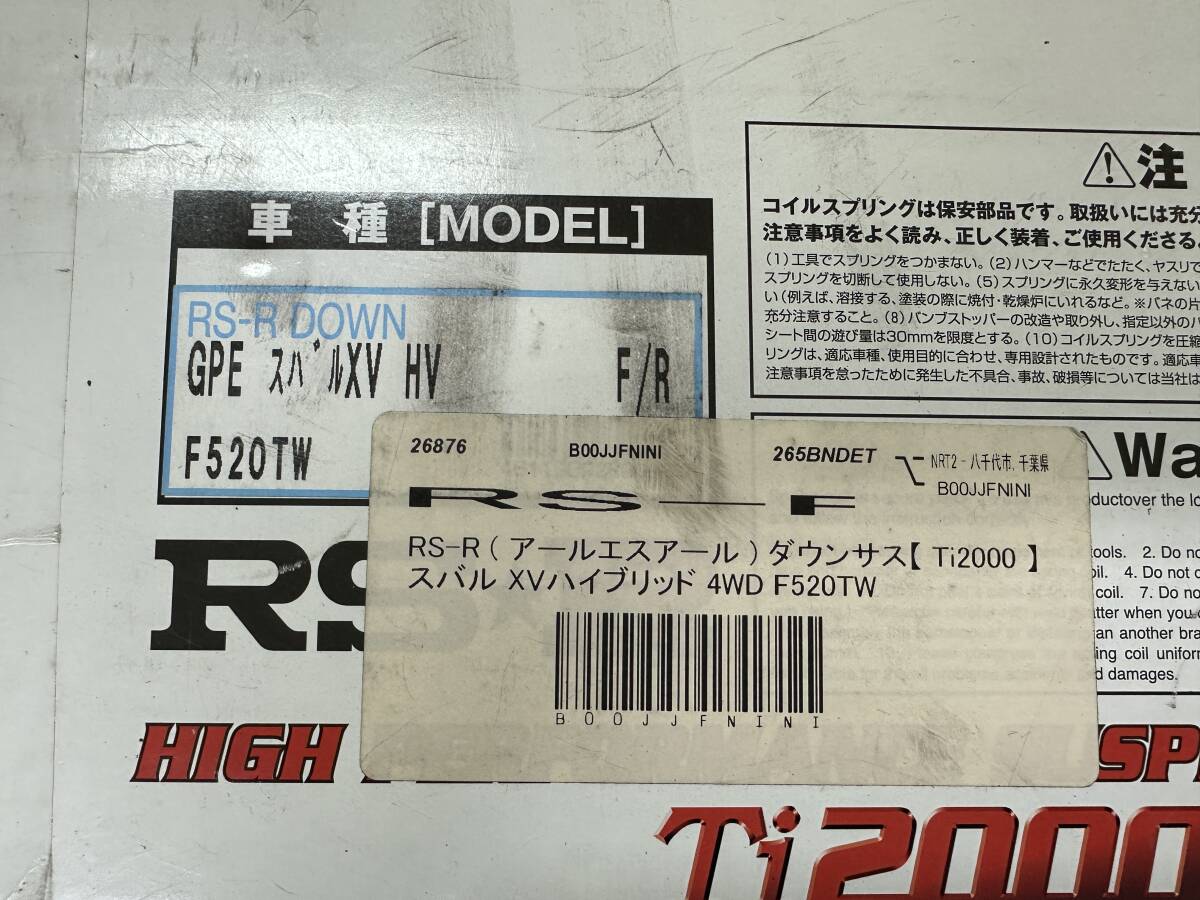 車種 [MODEL]
RS-R DOWN
GPE スバルXV HV F/R
F520TW
⚠注
コイルスプリングは保安部品です。取扱いには充分
注意事項をよく読み、正しく装着、ご使用くださる
(1)工具でスプリングをつかまない。(2)ハンマーなどでたたく、ヤスリで
スプリングを切断して使用しない。(5)スプリングに永久変形を与えない
い(例えば、溶接する、塗装の際に焼付・乾燥炉にいれるなど。※バネの片
充分注意すること。(8)バンプストッパーの改造や取り外し、指定以外のバ
シート間の遊び量は30mmを限度とする。(10)コイルスプリングを圧縮
リングは、適応車種、使用目的に合わせ、専用設計されたものです。適応車
注意事項を怠ったために発生した不具合、事故、破損等については当社は
⚠Wa
ductover the lo
tools. 2. Do no
oil. 4. Do not c
coil. 7. Do no
atter when you
an another bra
ing coil uniform
d damages.
26876 B00JJFNINI 265BNDET NRT2 - 八千代市, 千葉県
B00JJFNINI
RS-F
RS-R ( アールエスアール ) ダウンサス【 Ti2000 】
スバル XVハイブリッド 4WD F520TW
B00JJFNINI
RS
HIGH SP
Ti2000